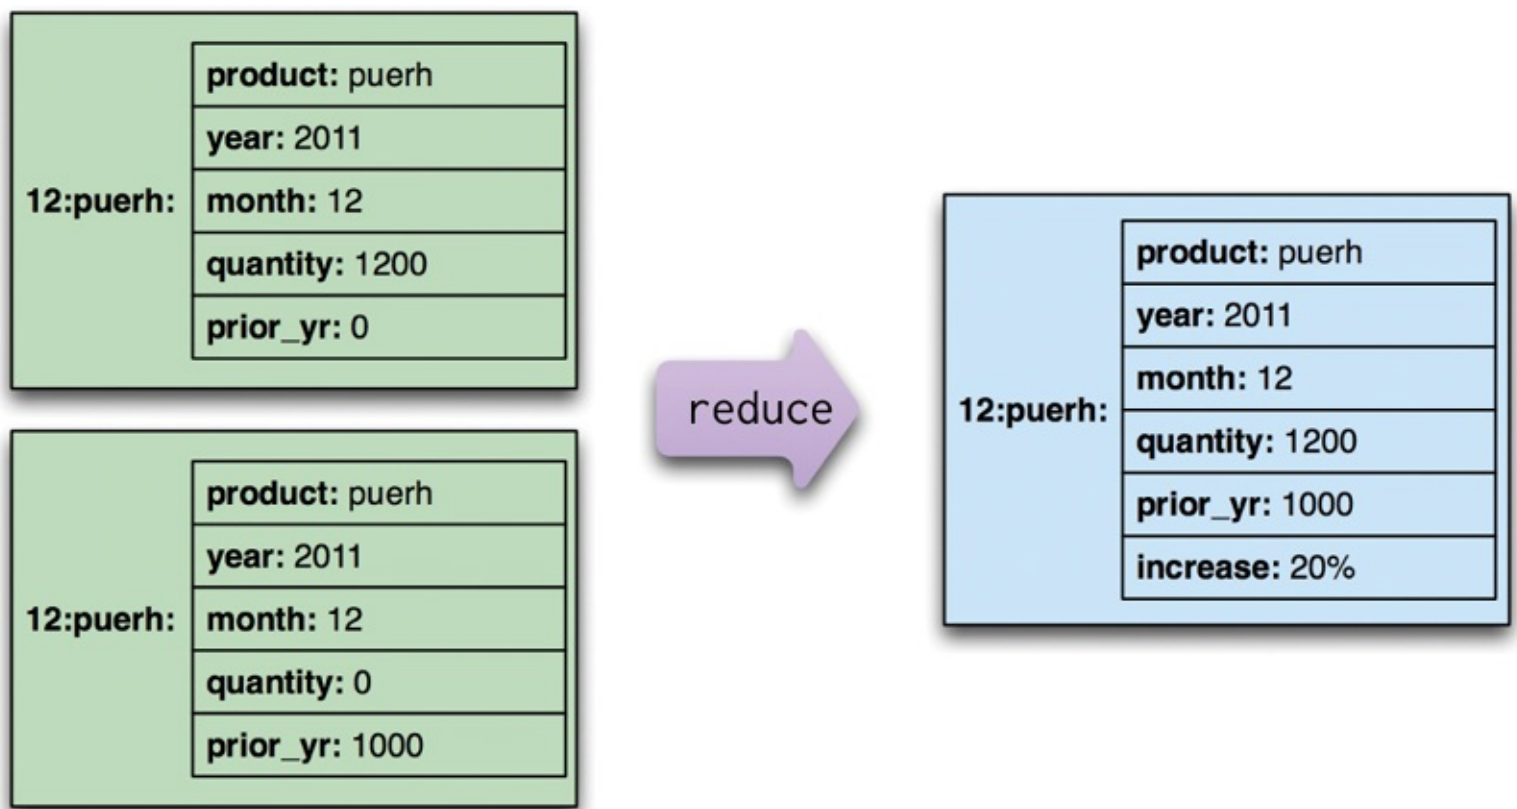 12:puerh:
product: puerh
year: 2011
month: 12
quantity: 1200
prior_yr: 0
12:puerh:
product: puerh
year: 2011
month: 12
quantity: 0
prior_yr: 1000
reduce
12:puerh:
product: puerh
year: 2011
month: 12
quantity: 1200
prior_yr: 1000
increase: 20%